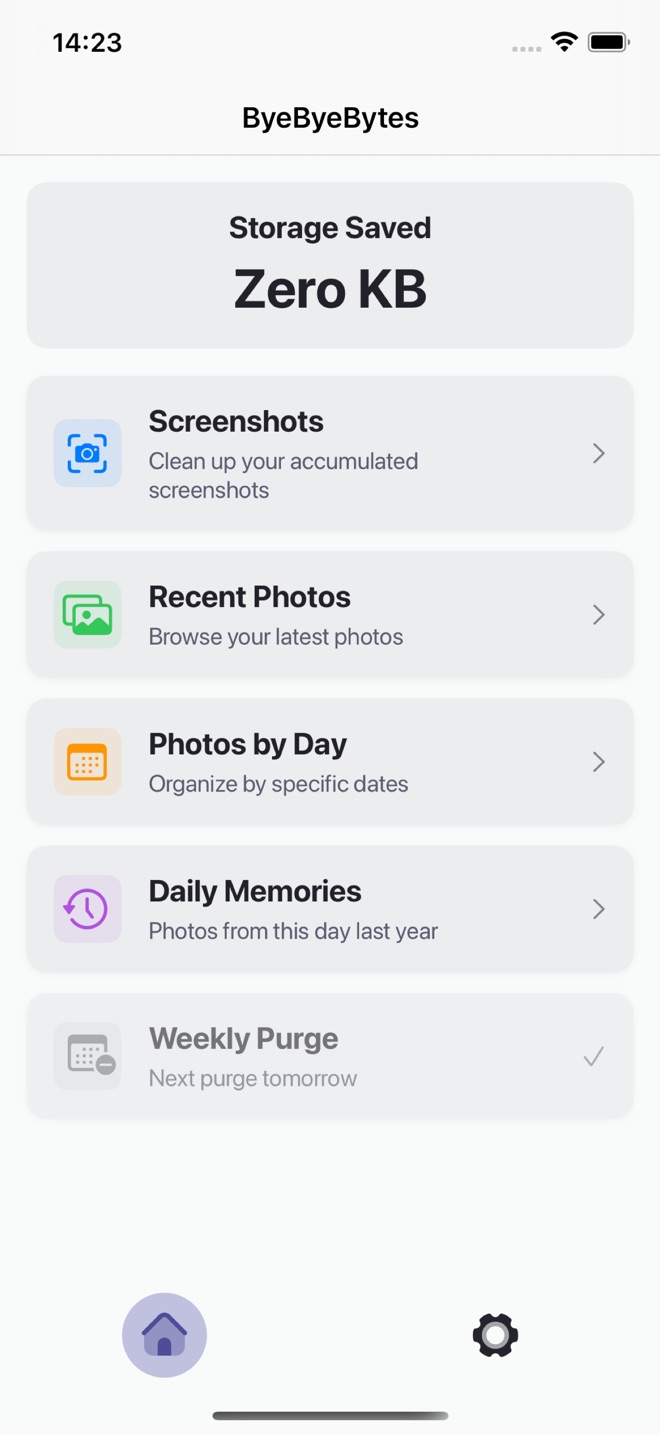 14:23
ByeByeBytes
Storage Saved
Zero KB
Screenshots
Clean up your accumulated
screenshots
Recent Photos
Browse your latest photos
Photos by Day
Organize by specific dates
Daily Memories
Photos from this day last year
Weekly Purge
Next purge tomorrow